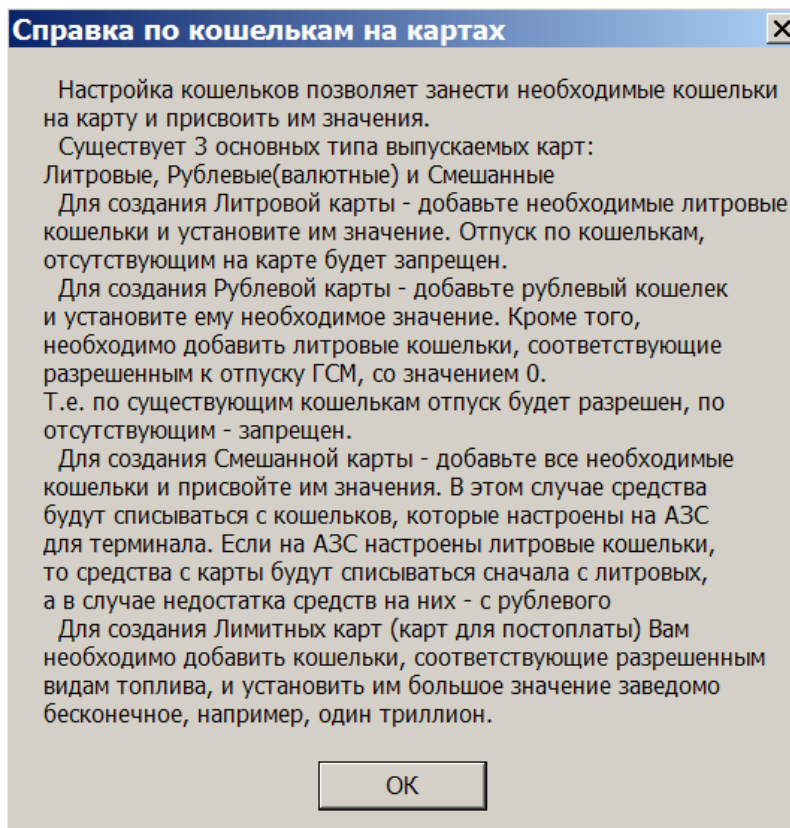 Справка по кошелькам на картах
Настройка кошельков позволяет занести необходимые кошельки
на карту и присвоить им значения.
Существует 3 основных типа выпускаемых карт:
Литровые, Рублевые(валютные) и Смешанные
Для создания Литровой карты - добавьте необходимые литровые
кошельки и установите им значение. Отпуск по кошелькам,
отсутствующим на карте будет запрещен.
Для создания Рублевой карты - добавьте рублевый кошелек
и установите ему необходимое значение. Кроме того,
необходимо добавить литровые кошельки, соответствующие
разрешенным к отпуску ГСМ, со значением 0.
Т.е. по существующим кошелькам отпуск будет разрешен, по
отсутствующим - запрещен.
Для создания Смешанной карты - добавьте все необходимые
кошельки и присвойте им значения. В этом случае средства
будут списываться с кошельков, которые настроены на АЗС
для терминала. Если на АЗС настроены литровые кошельки,
то средства с карты будут списываться сначала с литровых,
а в случае недостатка средств на них - с рублевого
Для создания Лимитных карт (карт для постоплаты) Вам
необходимо добавить кошельки, соответствующие разрешенным
видам топлива, и установить им большое значение заведомо
бесконечное, например, один триллион.
ОК